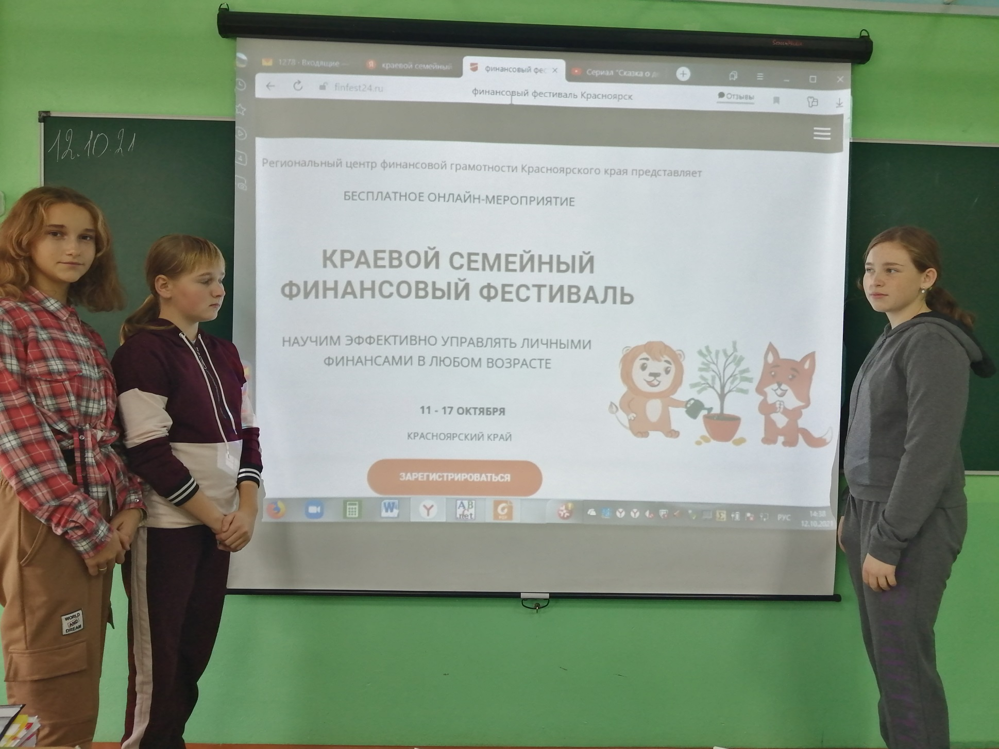 ScreenMedia
1278 · Входящие —
краевой семейный
финансовый фес
Сериал "Сказка о
finfest24.ru
финансовый фестиваль Красноярск
Отзывы
12.10.21
Региональный центр финансовой грамотности Красноярского края представляет
БЕСПЛАТНОЕ ОНЛАЙН-МЕРОПРИЯТИЕ
КРАЕВОЙ СЕМЕЙНЫЙ
ФИНАНСОВЫЙ ФЕСТИВАЛЬ
НАУЧИМ ЭФФЕКТИВНО УПРАВЛЯТЬ ЛИЧНЫМИ
ФИНАНСАМИ В ЛЮБОМ ВОЗРАСТЕ
11 - 17 ОКТЯБРЯ
КРАСНОЯРСКИЙ КРАЙ
ЗАРЕГИСТРИРОВАТЬСЯ
РУС
14:38
12.10.2021
WORLD
AND
DREAM